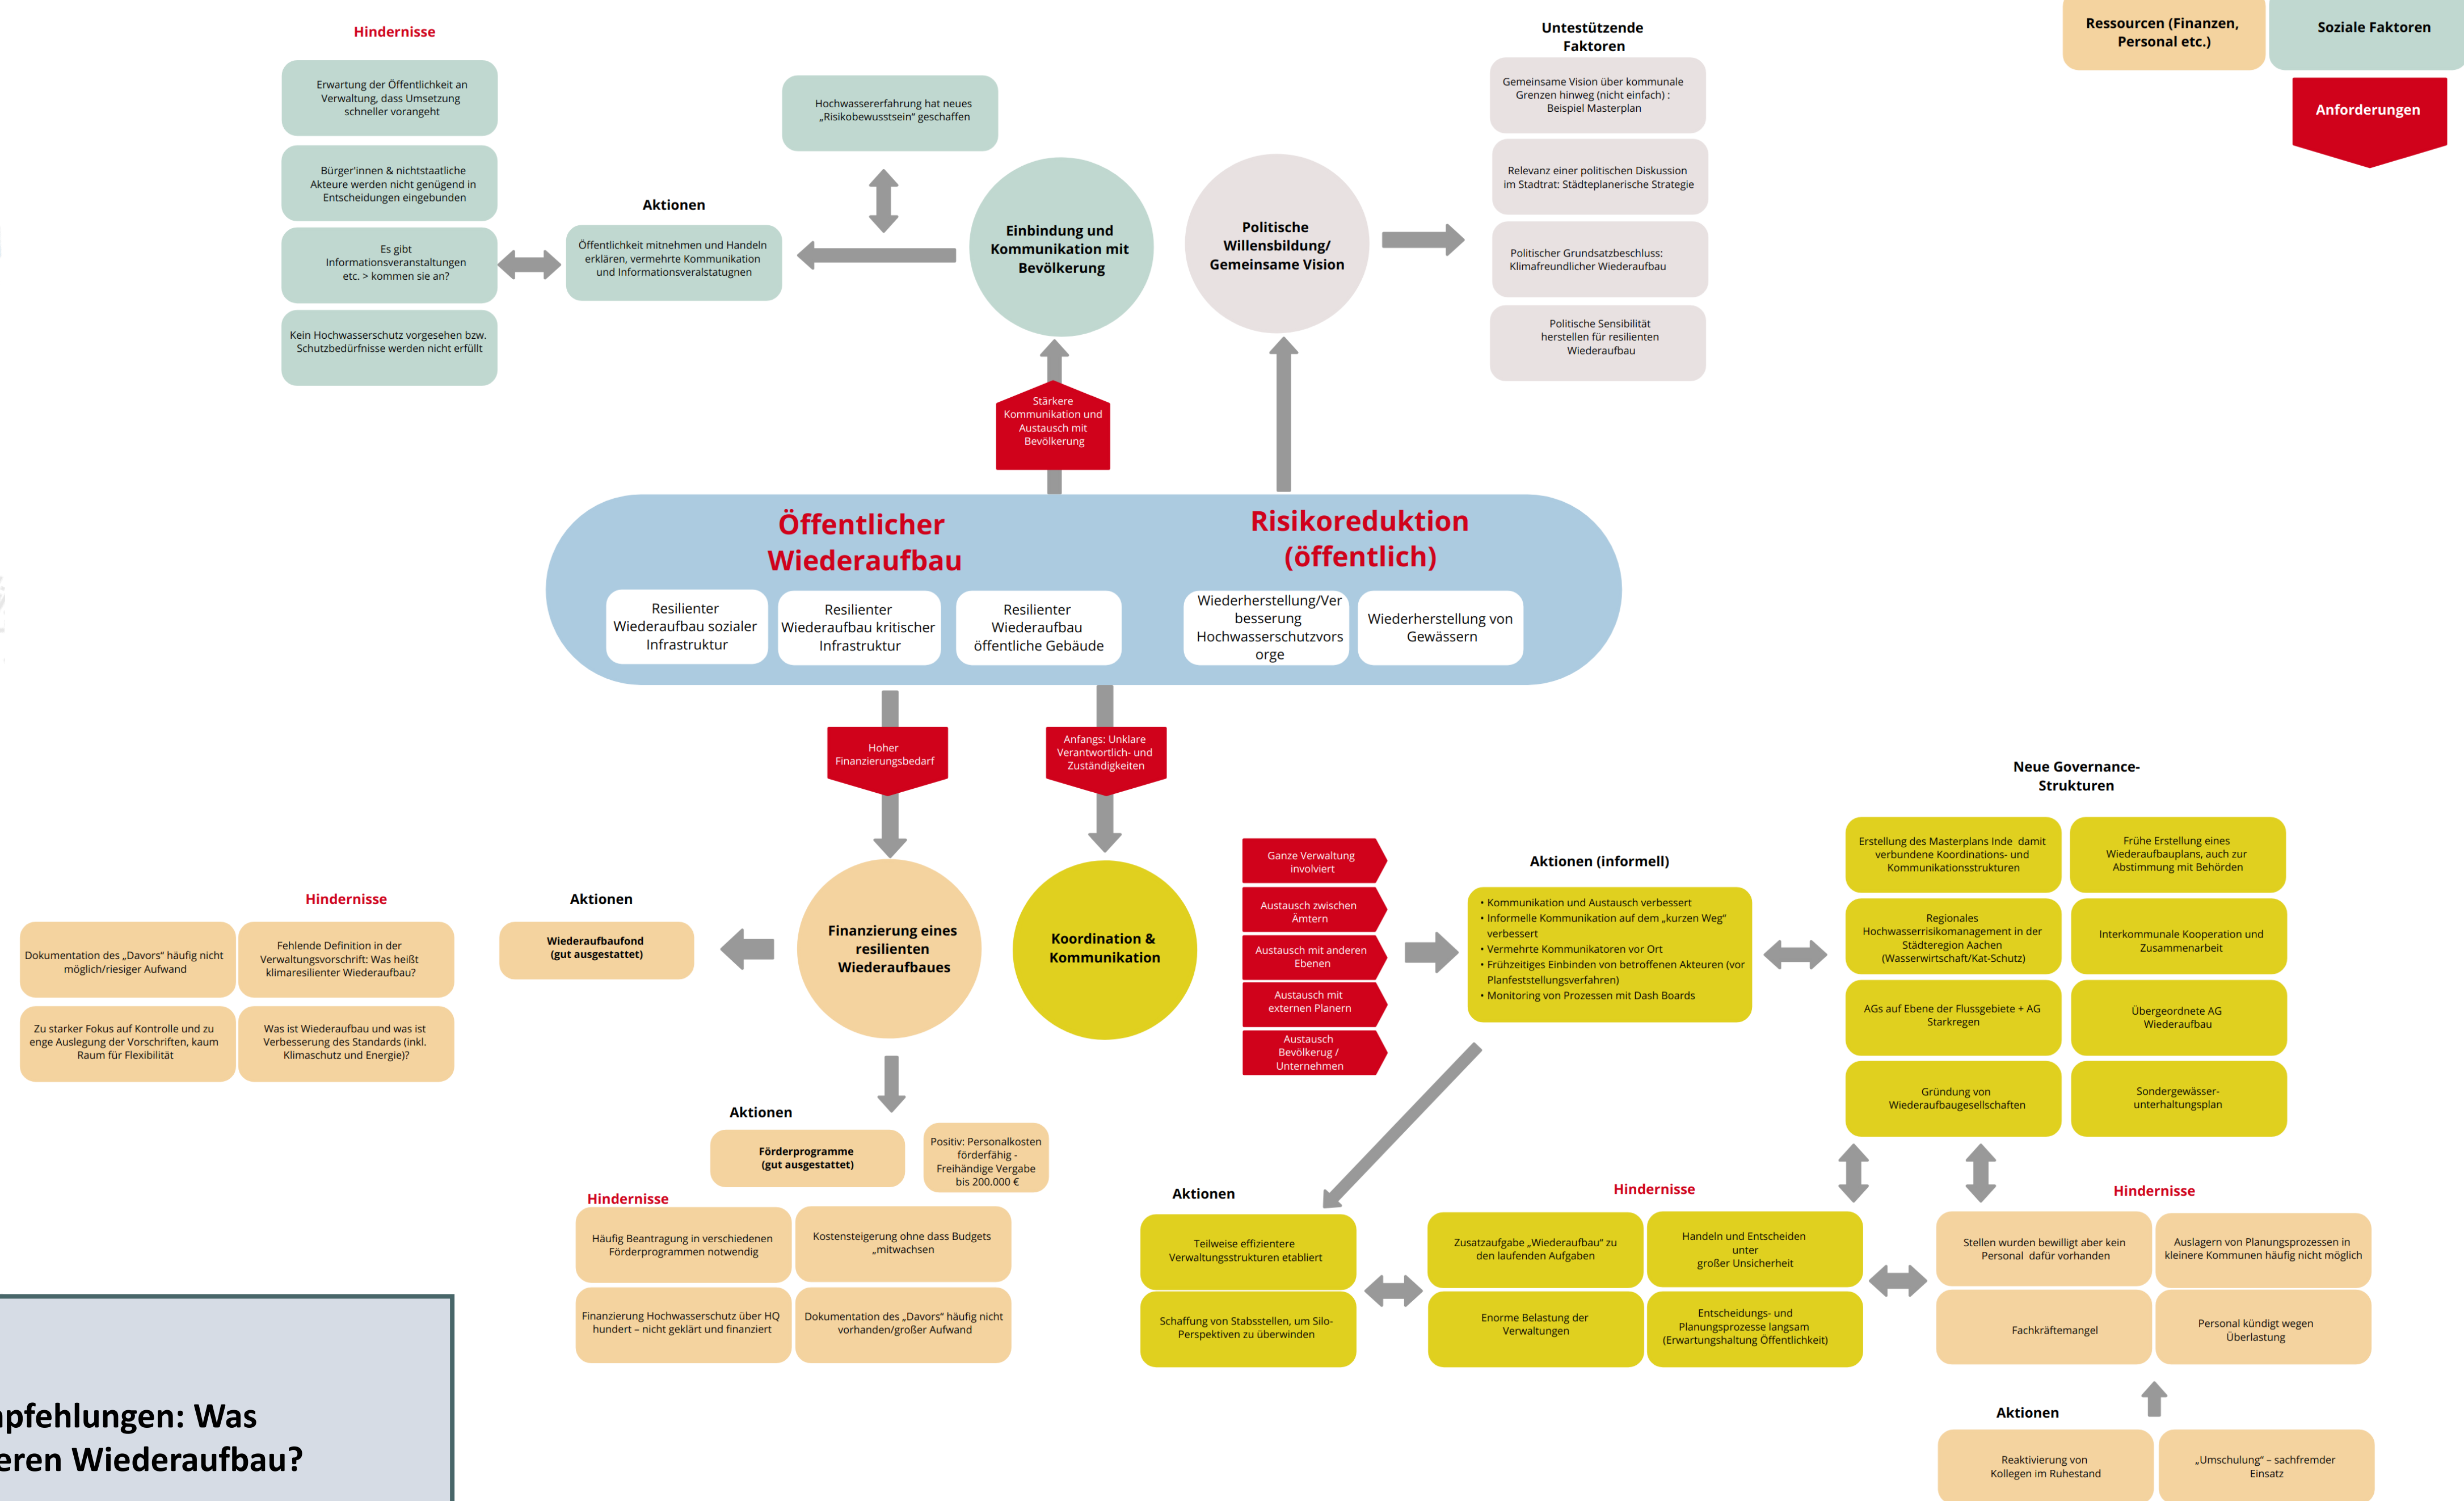 Hindernisse
Erwartung der Öffentlichkeit an
Verwaltung, dass Umsetzung
schneller vorangeht
Bürger'innen & nichtstaatliche
Akteure werden nicht genügend in
Entscheidungen eingebunden
Es gibt
Informationsveranstaltungen
etc. > kommen sie an?
Kein Hochwasserschutz vorgesehen bzw.
Schutzbedürfnisse werden nicht erfüllt
Aktionen
Öffentlichkeit mitnehmen und Handeln
erklären, vermehrte Kommunikation
und Informationsveralstatugnen
Hochwassererfahrung hat neues
„Risikobewusstsein“ geschaffen
Einbindung und
Kommunikation mit
Bevölkerung
Politische
Willensbildung/
Gemeinsame Vision
Untestützende
Faktoren
Gemeinsame Vision über kommunale
Grenzen hinweg (nicht einfach) :
Beispiel Masterplan
Relevanz einer politischen Diskussion
im Stadtrat: Städteplanerische Strategie
Politischer Grundsatzbeschluss:
Klimafreundlicher Wiederaufbau
Politische Sensibilität
herstellen für resilienten
Wiederaufbau
Ressourcen (Finanzen,
Personal etc.)
Soziale Faktoren
Anforderungen
Stärkere
Kommunikation und
Austausch mit
Bevölkerung
Öffentlicher
Wiederaufbau
Risikoreduktion
(öffentlich)
Resilienter
Wiederaufbau sozialer
Infrastruktur
Resilienter
Wiederaufbau kritischer
Infrastruktur
Resilienter
Wiederaufbau
öffentliche Gebäude
Wiederherstellung/Ver
besserung
Hochwasserschutzvors
orge
Wiederherstellung von
Gewässern
Hoher
Finanzierungsbedarf
Anfangs: Unklare
Verantwortlich- und
Zuständigkeiten
Hindernisse
Dokumentation des „Davors“ häufig nicht
möglich/riesiger Aufwand
Fehlende Definition in der
Verwaltungsvorschrift: Was heißt
klimaresilienter Wiederaufbau?
Zu starker Fokus auf Kontrolle und zu
enge Auslegung der Vorschriften, kaum
Raum für Flexibilität
Was ist Wiederaufbau und was ist
Verbesserung des Standards (inkl.
Klimaschutz und Energie)?
Aktionen
Wiederaufbaufond
(gut ausgestattet)
Finanzierung eines
resilienten
Wiederaufbaues
Koordination &
Kommunikation
Ganze Verwaltung
involviert
Austausch zwischen
Ämtern
Austausch mit anderen
Ebenen
Austausch mit
externen Planern
Austausch
Bevölkerug /
Unternehmen
Aktionen (informell)
• Kommunikation und Austausch verbessert
• Informelle Kommunikation auf dem „kurzen Weg“
verbessert
• Vermehrte Kommunikatoren vor Ort
• Frühzeitiges Einbinden von betroffenen Akteuren (vor
Planfeststellungsverfahren)
• Monitoring von Prozessen mit Dash Boards
Neue Governance-
Strukturen
Erstellung des Masterplans Inde damit
verbundene Koordinations- und
Kommunikationsstrukturen
Frühe Erstellung eines
Wiederaufbauplans, auch zur
Abstimmung mit Behörden
Regionales
Hochwasserrisikomanagement in der
Städteregion Aachen
(Wasserwirtschaft/Kat-Schutz)
Interkommunale Kooperation und
Zusammenarbeit
AGs auf Ebene der Flussgebiete + AG
Starkregen
Übergeordnete AG
Wiederaufbau
Gründung von
Wiederaufbaugesellschaften
Sondergewässer-
unterhaltungsplan
Aktionen
Förderprogramme
(gut ausgestattet)
Positiv: Personalkosten
förderfähig -
Freihändige Vergabe
bis 200.000 €
Hindernisse
Häufig Beantragung in verschiedenen
Förderprogrammen notwendig
Kostensteigerung ohne dass Budgets
„mitwachsen
Finanzierung Hochwasserschutz über HQ
hundert – nicht geklärt und finanziert
Dokumentation des „Davors“ häufig nicht
vorhanden/großer Aufwand
Aktionen
Teilweise effizientere
Verwaltungsstrukturen etabliert
Schaffung von Stabsstellen, um Silo-
Perspektiven zu überwinden
Hindernisse
Zusatzaufgabe „Wiederaufbau“ zu
den laufenden Aufgaben
Handeln und Entscheiden
unter
großer Unsicherheit
Enorme Belastung der
Verwaltungen
Entscheidungs- und
Planungsprozesse langsam
(Erwartungshaltung Öffentlichkeit)
Hindernisse
Stellen wurden bewilligt aber kein
Personal dafür vorhanden
Auslagern von Planungsprozessen in
kleinere Kommunen häufig nicht möglich
Fachkräftemangel
Personal kündigt wegen
Überlastung
Aktionen
Reaktivierung von
Kollegen im Ruhestand
„Umschulung“ – sachfremder
Einsatz
pfehlungen: Was
eren Wiederaufbau?